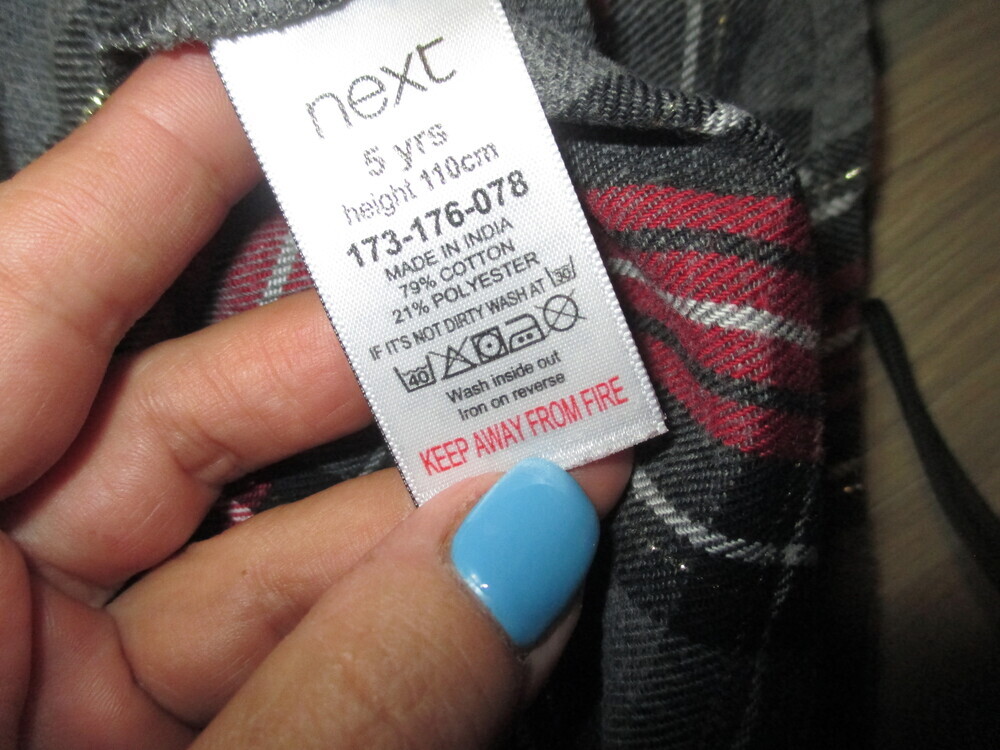 next
5 yrs
height 110cm
173-176-078
MADE IN INDIA
79% COTTON
21% POLYESTER
IF IT'S NOT DIRTY WASH AT 30
40
Wash inside out
Iron on reverse
KEEP AWAY FROM FIRE